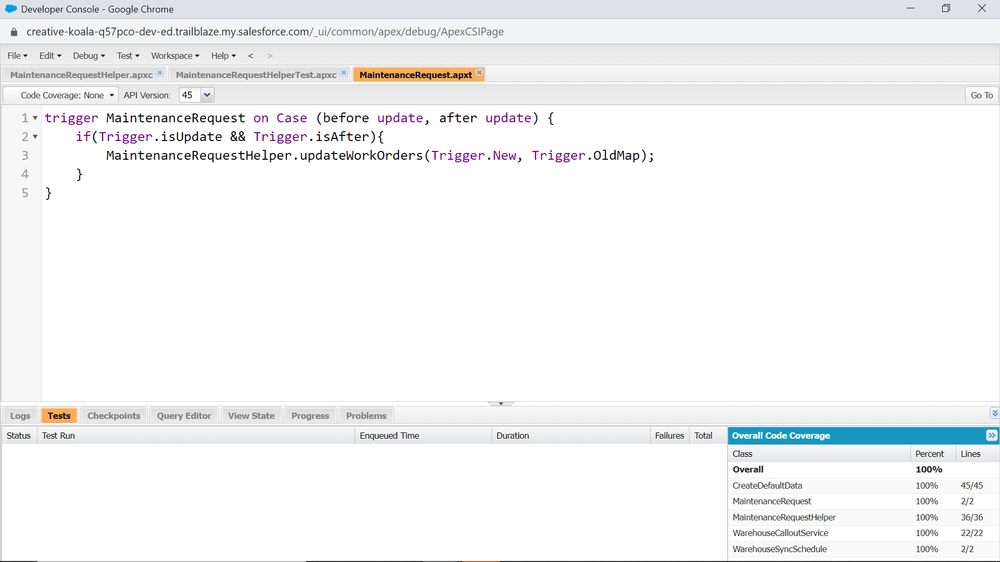 Developer Console - Google Chrome
creative-koala-q57pco-dev-ed.trailblaze.my.salesforce.com/_ui/common/apex/debug/ApexCSIPage
File Edit Debug Test Workspace Help < >
MaintenanceRequestHelper.apxc MaintenanceRequestHelperTest.apxc MaintenanceRequest.apxt
Code Coverage: None API Version: 45 Go To
1 trigger MaintenanceRequest on Case (before update, after update) {
2 if(Trigger.isUpdate && Trigger.isAfter){
3 MaintenanceRequestHelper.updateWorkOrders(Trigger.New, Trigger.OldMap);
4 }
5 }
Logs Tests Checkpoints Query Editor View State Progress Problems
Status Test Run Enqueued Time Duration Failures Total
Overall Code Coverage
Class Percent Lines
Overall 100%
CreateDefaultData 100% 45/45
MaintenanceRequest 100% 2/2
MaintenanceRequestHelper 100% 36/36
WarehouseCalloutService 100% 22/22
WarehouseSyncSchedule 100% 2/2